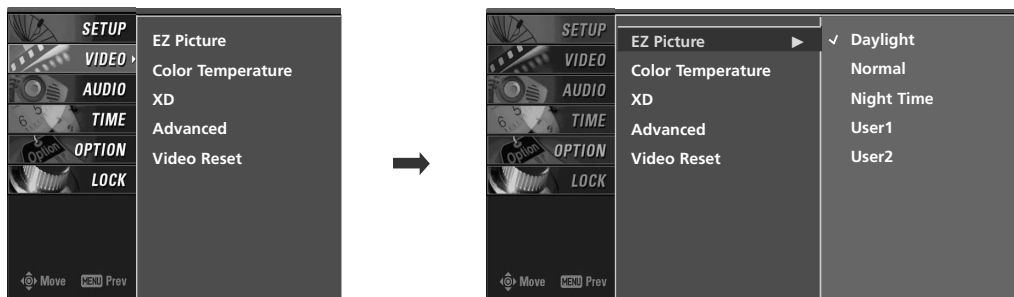 SETUP
VIDEO
AUDIO
TIME
OPTION
LOCK
EZ Picture
Color Temperature
XD
Advanced
Video Reset
Move MENU Prev
SETUP
VIDEO
AUDIO
TIME
OPTION
LOCK
EZ Picture
Color Temperature
XD
Advanced
Video Reset
✓ Daylight
Normal
Night Time
User1
User2
Move MENU Prev